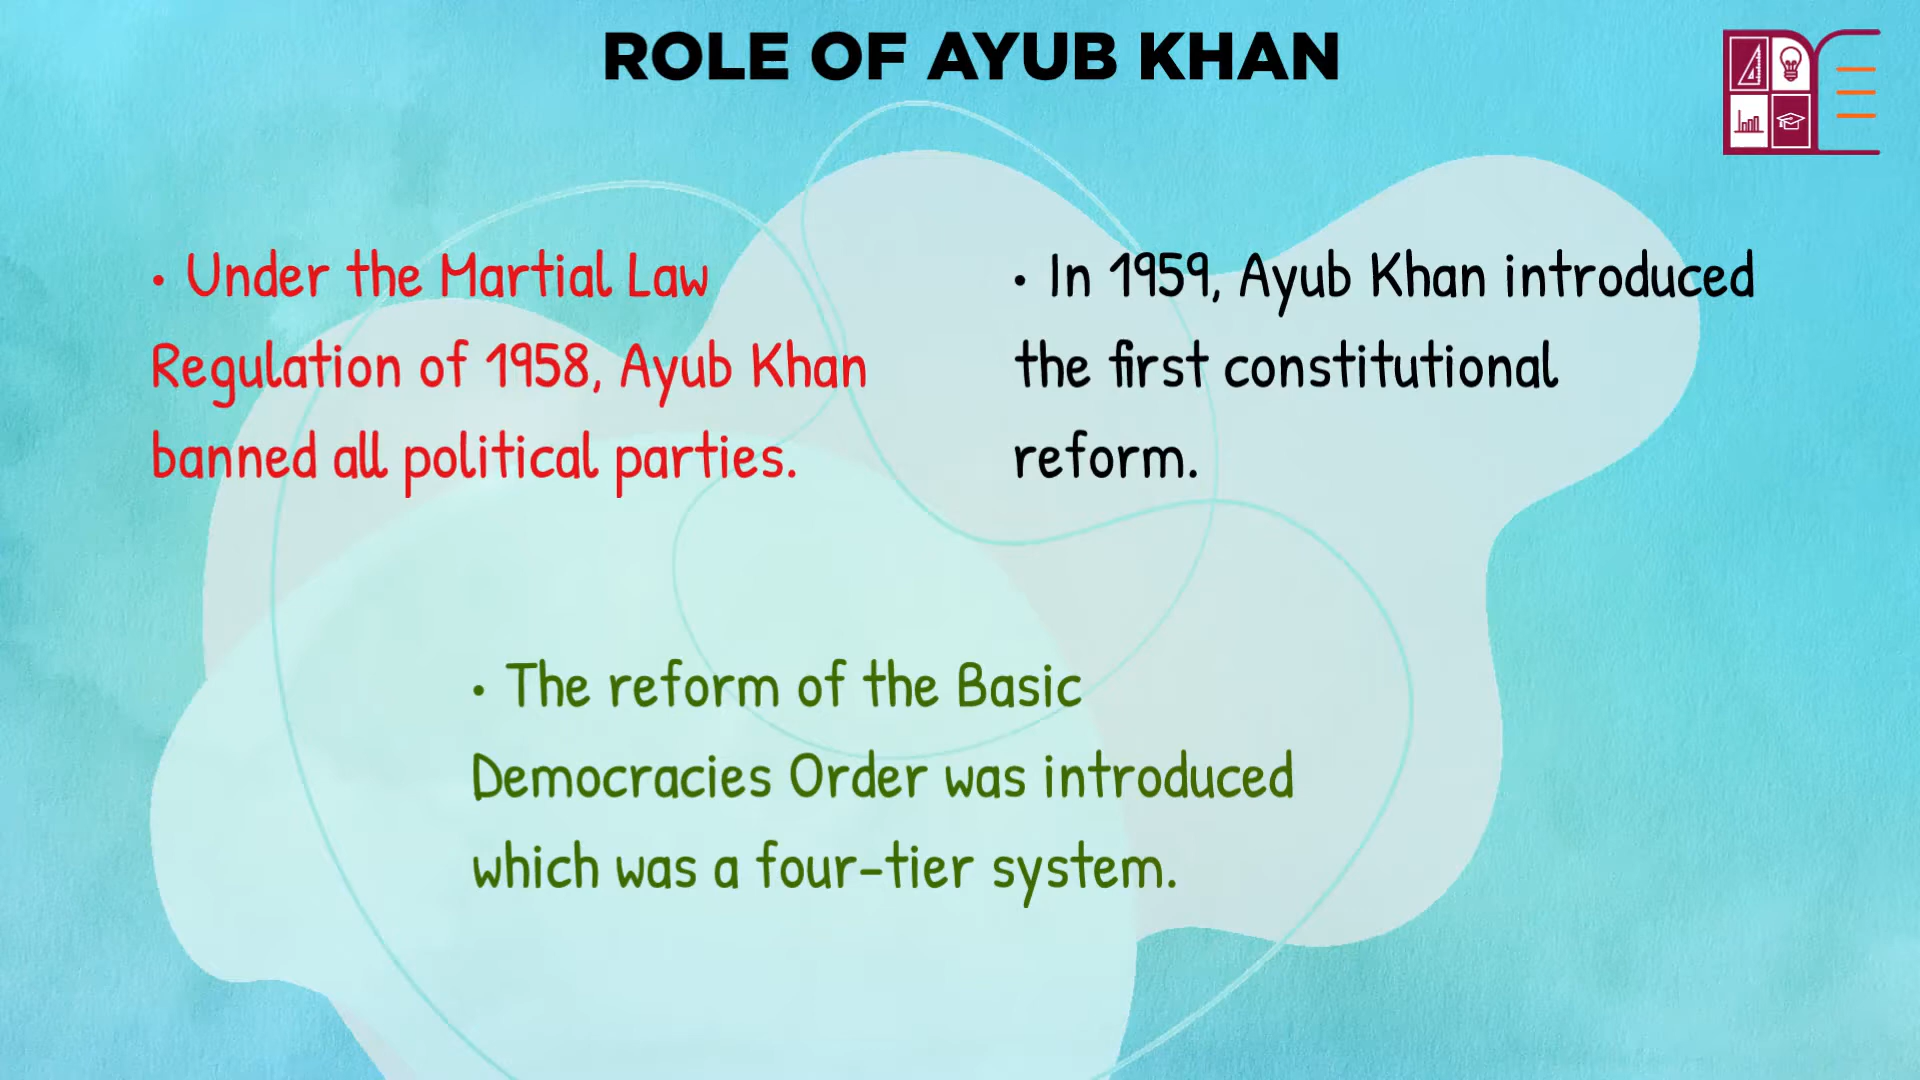 ROLE OF AYUB KHAN
• Under the Martial Law
Regulation of 1958, Ayub Khan
banned all political parties.
• In 1959, Ayub Khan introduced
the first constitutional
reform.
• The reform of the Basic
Democracies Order was introduced
which was a four-tier system.